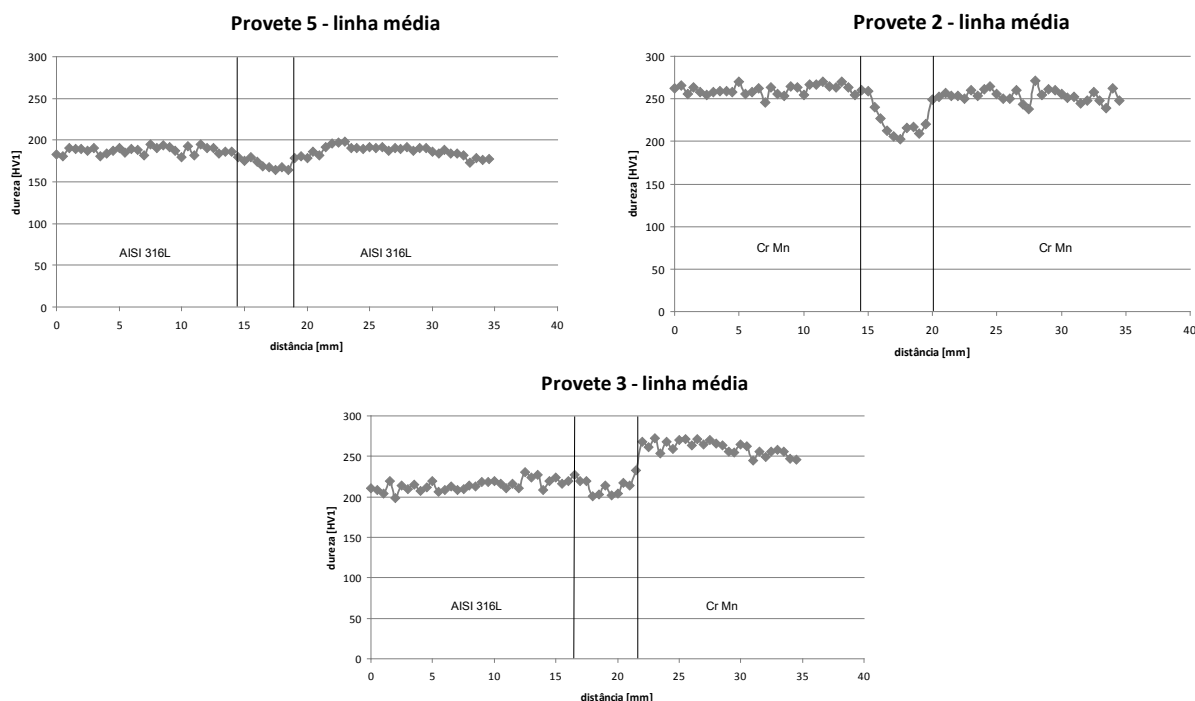 Provete 5 - linha média
300
250
200
150
100
50
0
dureza [HV1]
AISI 316L
AISI 316L
0 5 10 15 20 25 30 35 40
distância [mm]
Provete 2 - linha média
300
250
200
150
100
50
0
dureza [HV1]
Cr Mn
Cr Mn
0 5 10 15 20 25 30 35 40
distância [mm]
Provete 3 - linha média
300
250
200
150
100
50
0
dureza [HV1]
AISI 316L
Cr Mn
0 5 10 15 20 25 30 35 40
distância [mm]